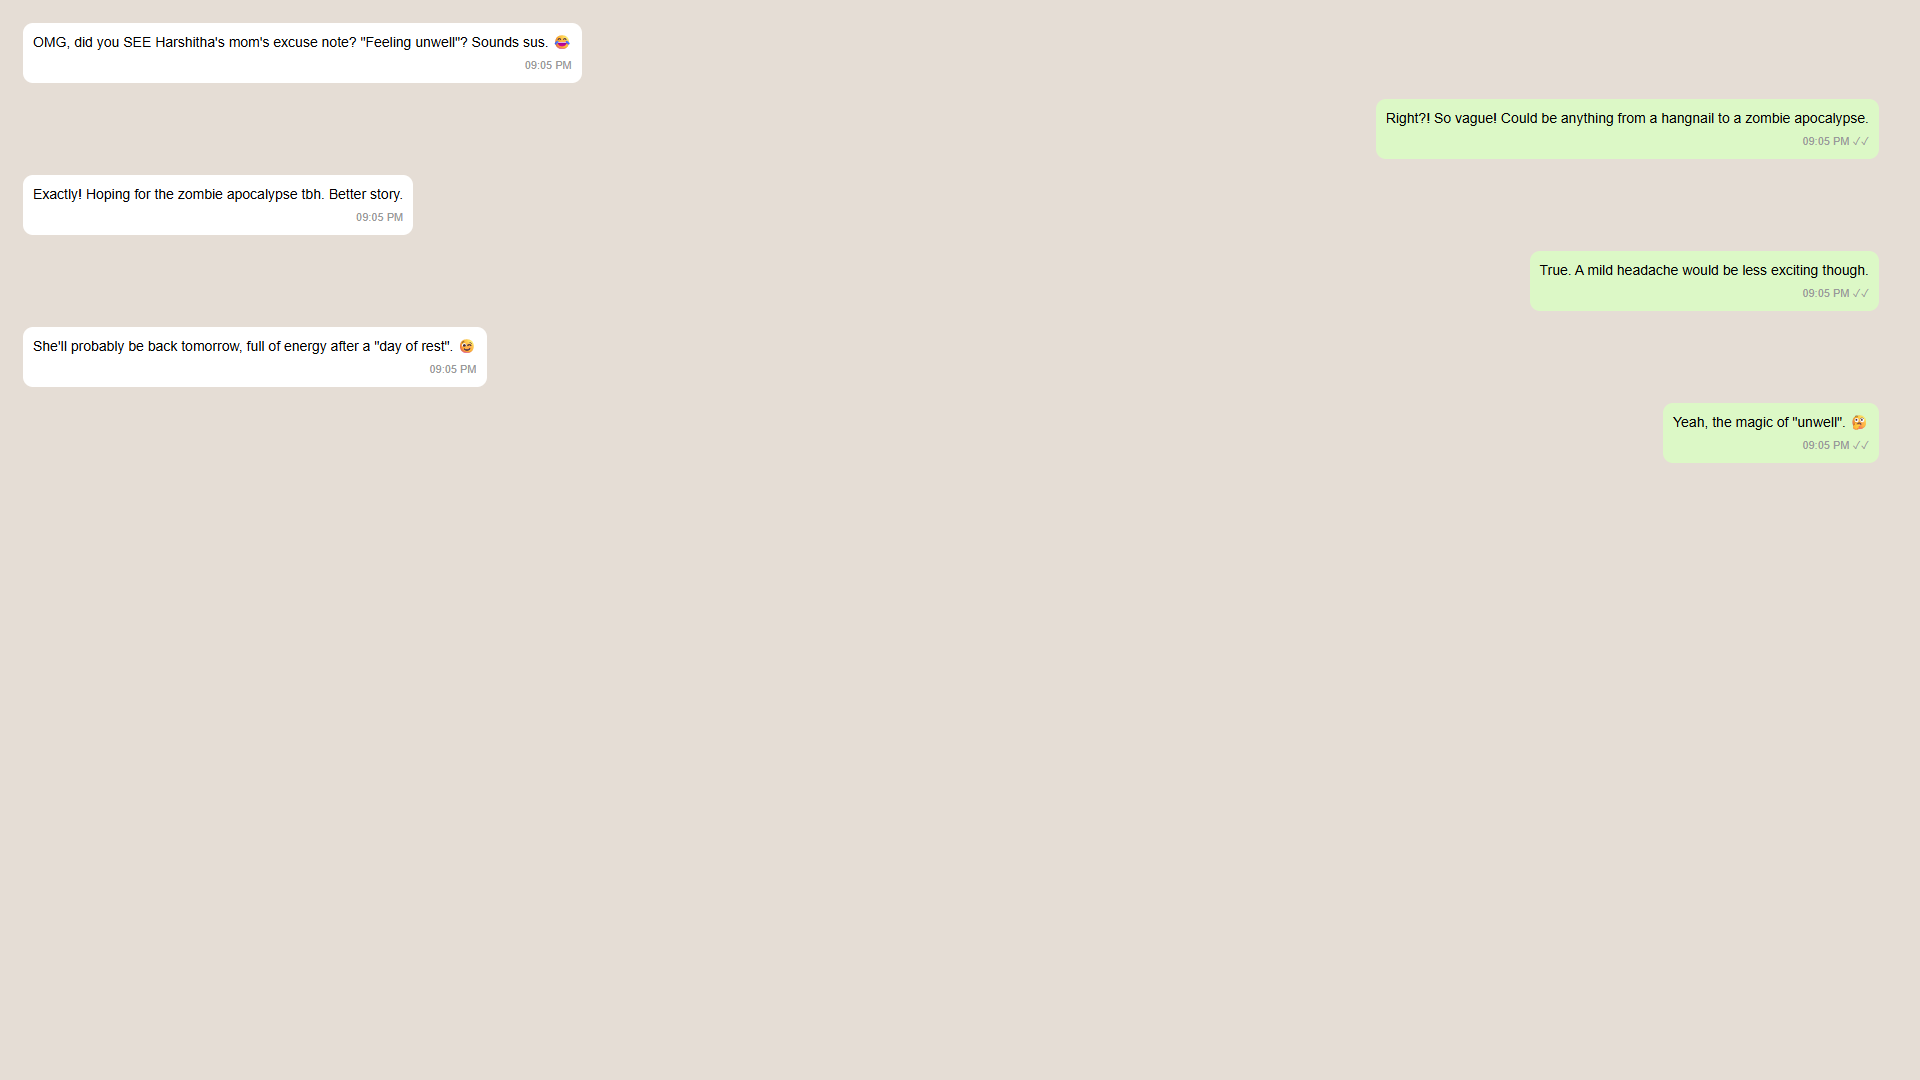 OMG, did you SEE Harshitha's mom's excuse note? "Feeling unwell"? Sounds sus. 😂
09:05 PM
Right?! So vague! Could be anything from a hangnail to a zombie apocalypse.
09:05 PM ✓✓
Exactly! Hoping for the zombie apocalypse tbh. Better story.
09:05 PM
True. A mild headache would be less exciting though.
09:05 PM ✓✓
She'll probably be back tomorrow, full of energy after a "day of rest". 😉
09:05 PM
Yeah, the magic of "unwell". 🤔
09:05 PM ✓✓